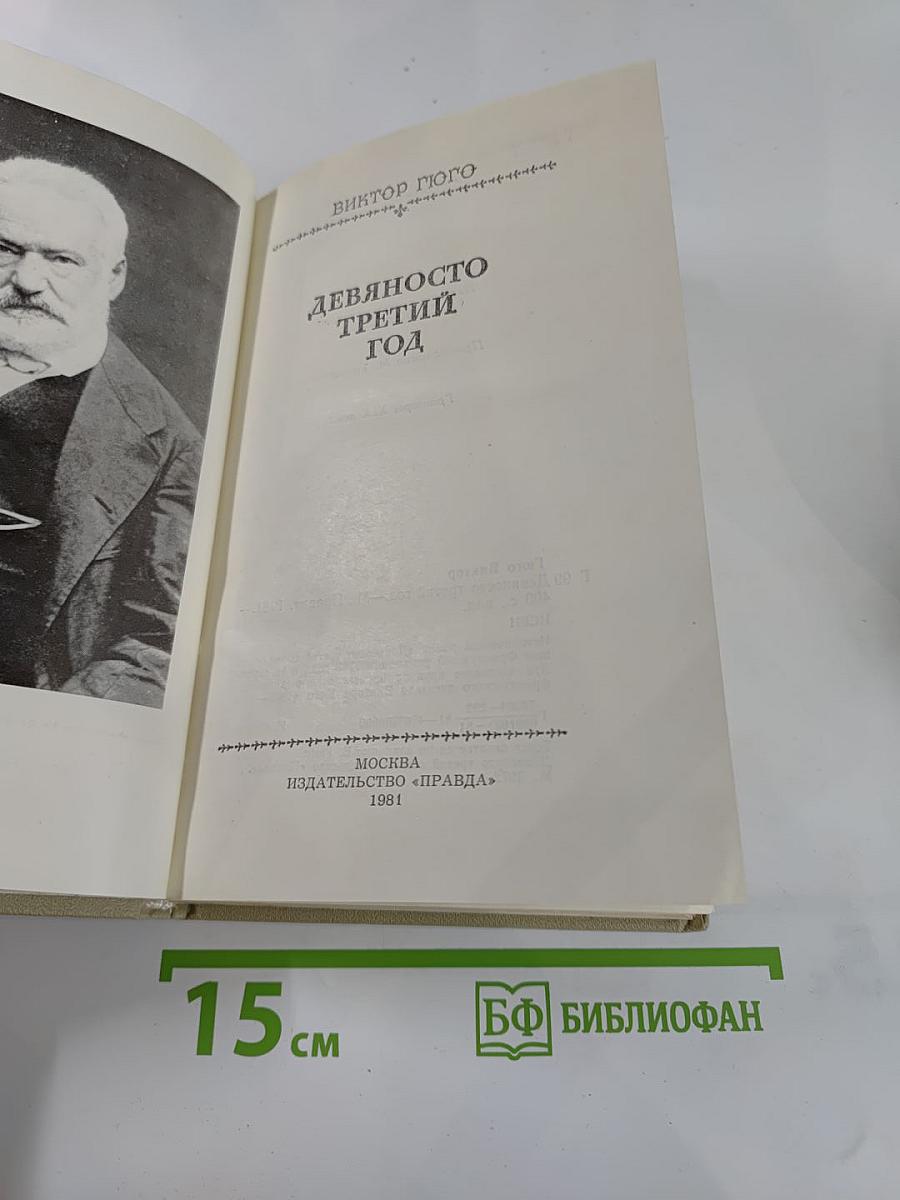 ВИКТОР ГЮГО
ДЕВЯНОСТО
ТРЕТИЙ
ГОД
МОСКВА
ИЗДАТЕЛЬСТВО «ПРАВДА»
1981
15 см
БФ БИБЛИОФАН